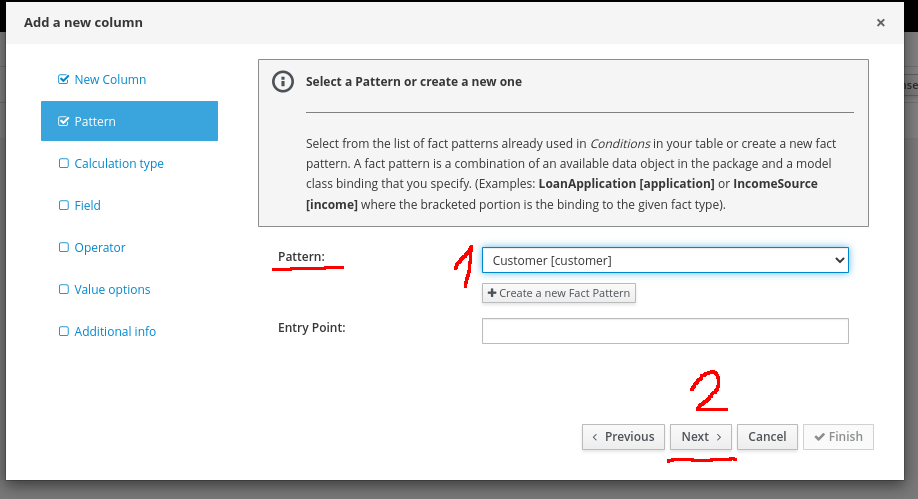 Add a new column
×
New Column
Pattern
Calculation type
Field
Operator
Value options
Additional info
Select a Pattern or create a new one
Select from the list of fact patterns already used in Conditions in your table or create a new fact
pattern. A fact pattern is a combination of an available data object in the package and a model
class binding that you specify. (Examples: LoanApplication [application] or IncomeSource
[income] where the bracketed portion is the binding to the given fact type).
Pattern:
1
Customer [customer]
+ Create a new Fact Pattern
Entry Point:
2
< Previous
Next >
Cancel
✓ Finish